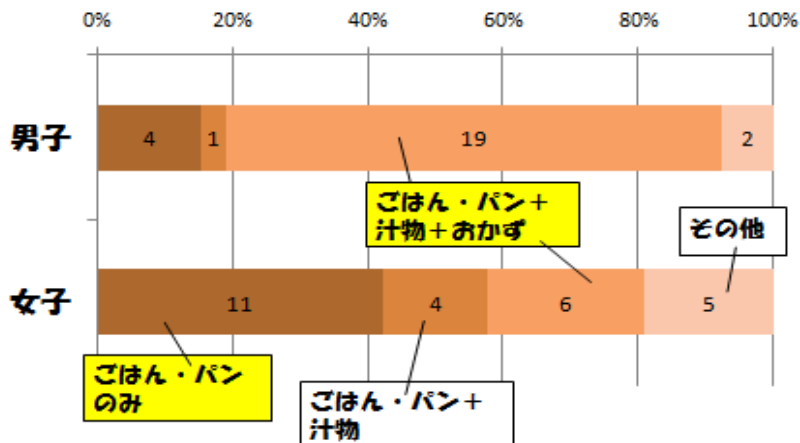 0% 20% 40% 60% 80% 100%
男子 4 1 19 2
ごはん・パン＋
汁物＋おかず
その他
女子 11 4 6 5
ごはん・パン
のみ
ごはん・パン＋
汁物